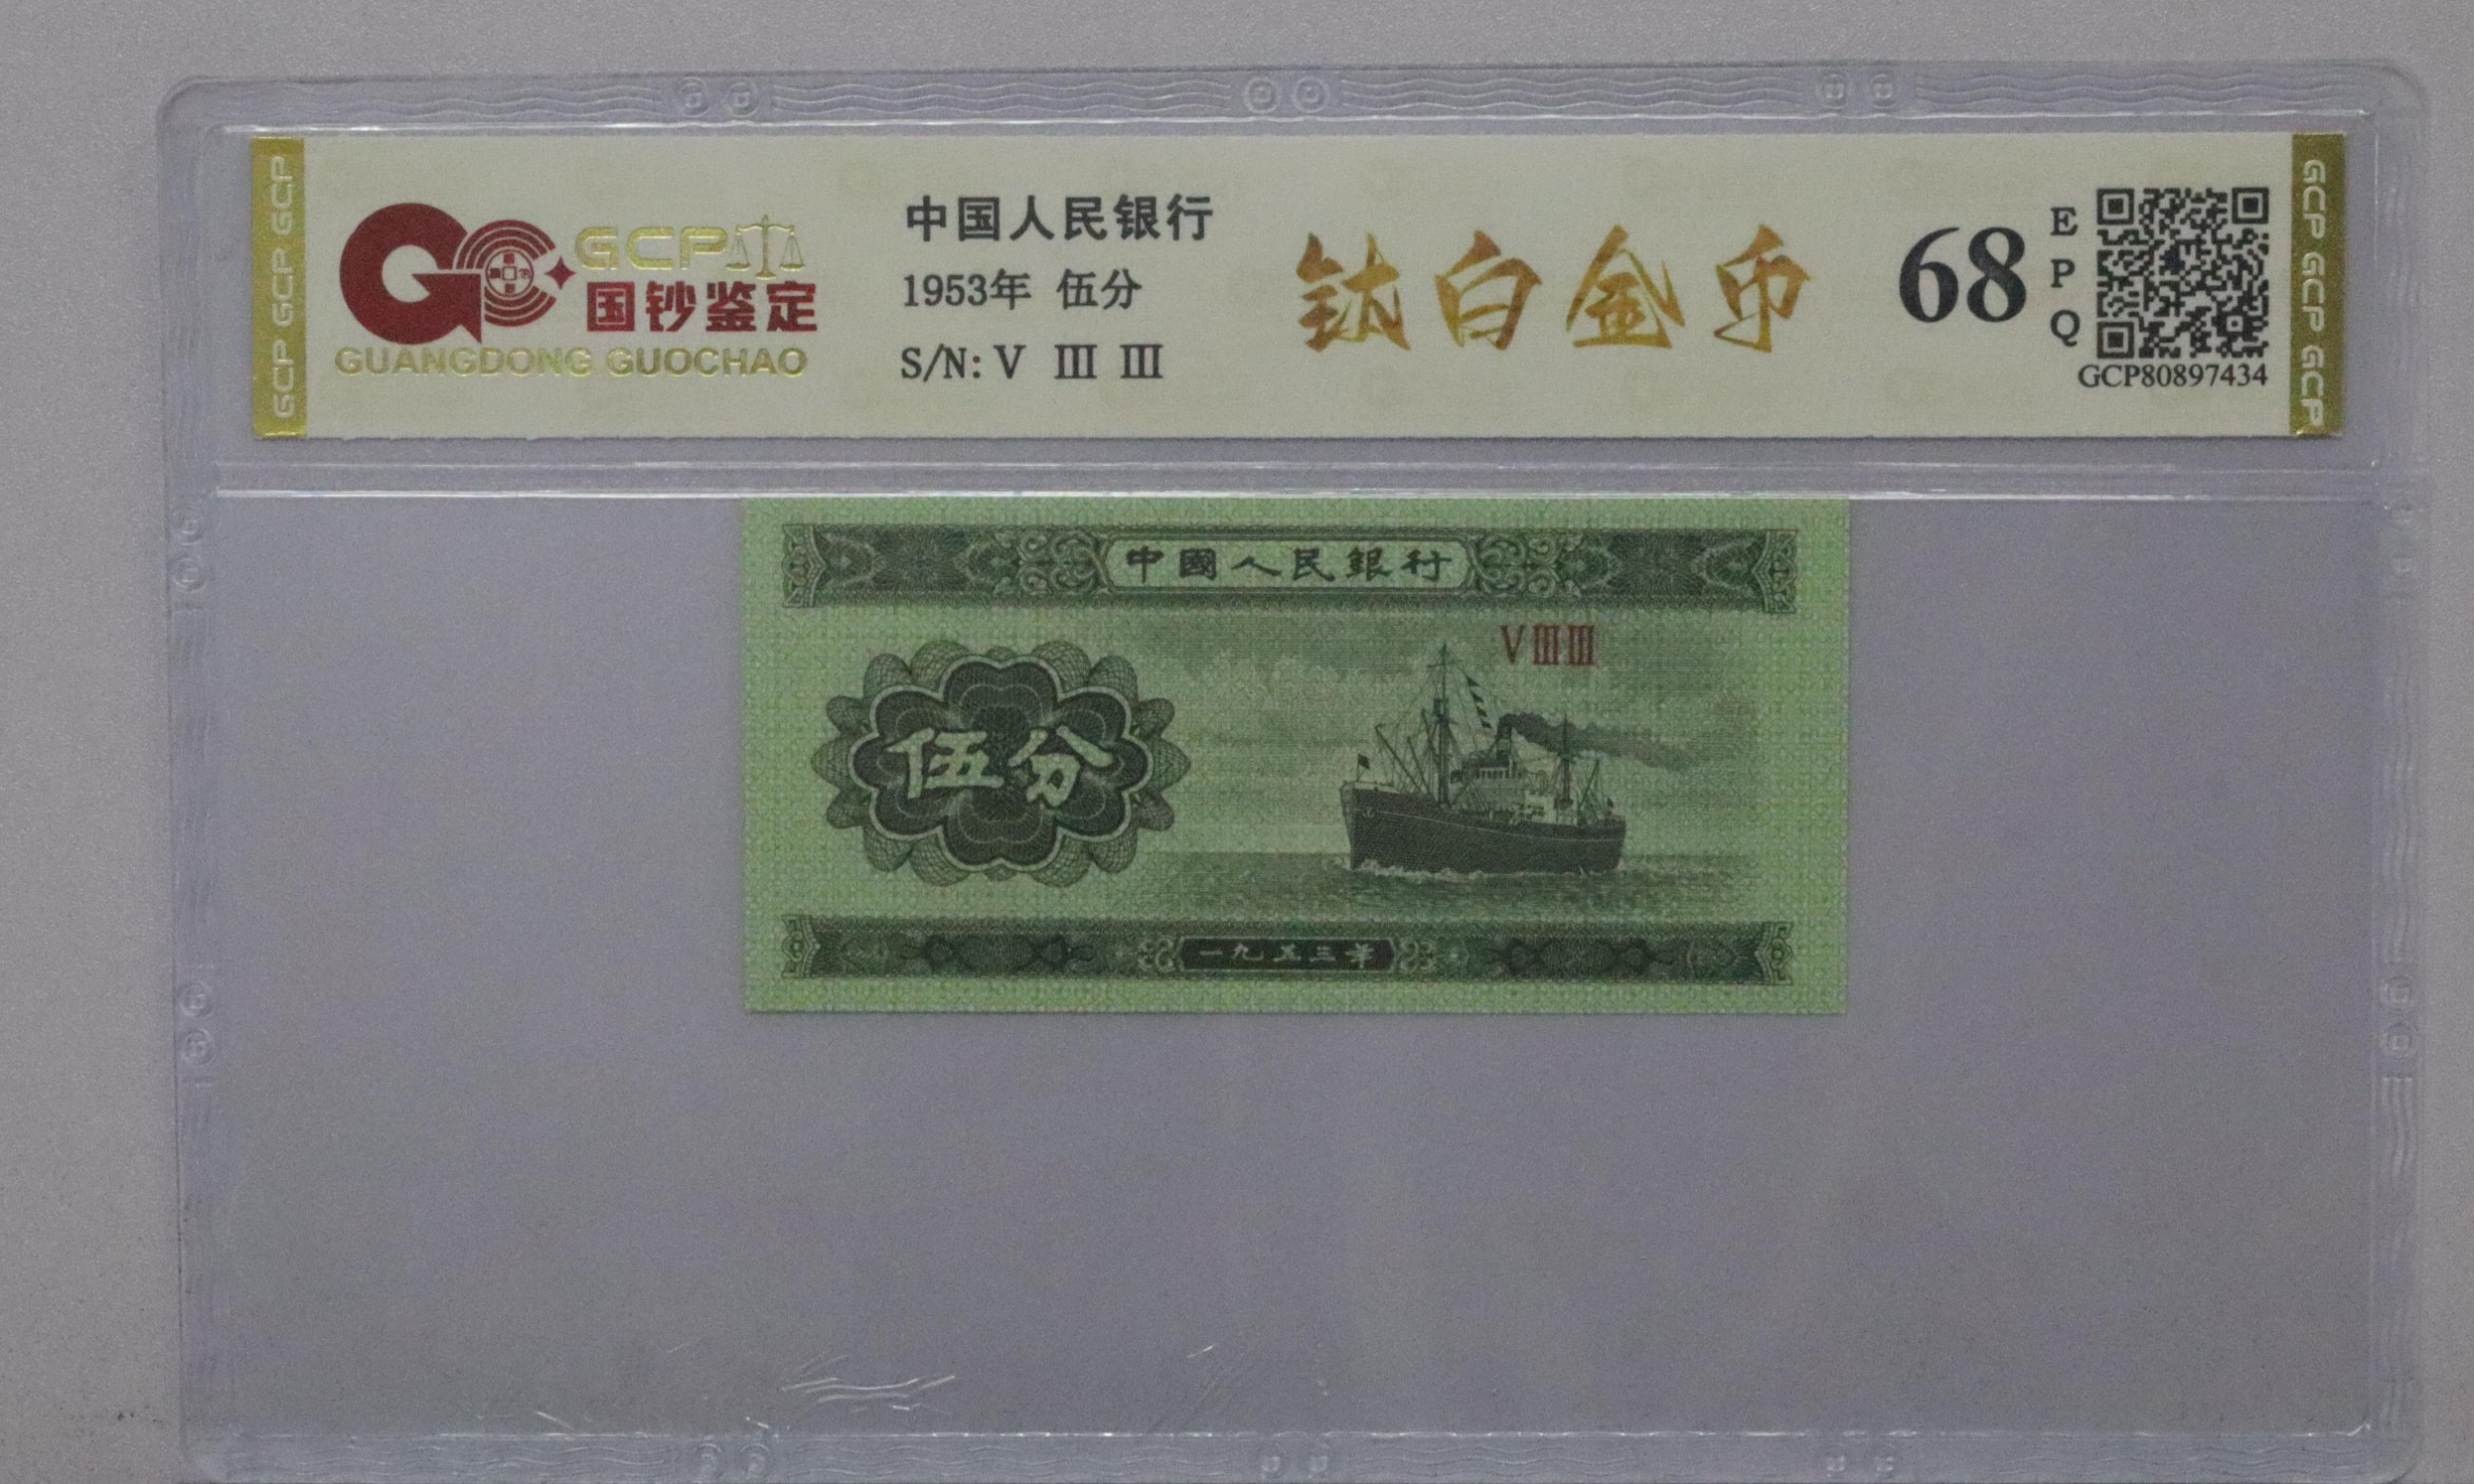 GCP GCP GCP
GCP
国钞鉴定
GUANGDONG GUOCHAO
中国人民银行
1953年 伍分
S/N: V III III
钛白金币
68
E
P
Q
GCP80897434
GCP GCP GCP
中國人民銀行
V III III
伍分
一九五三年